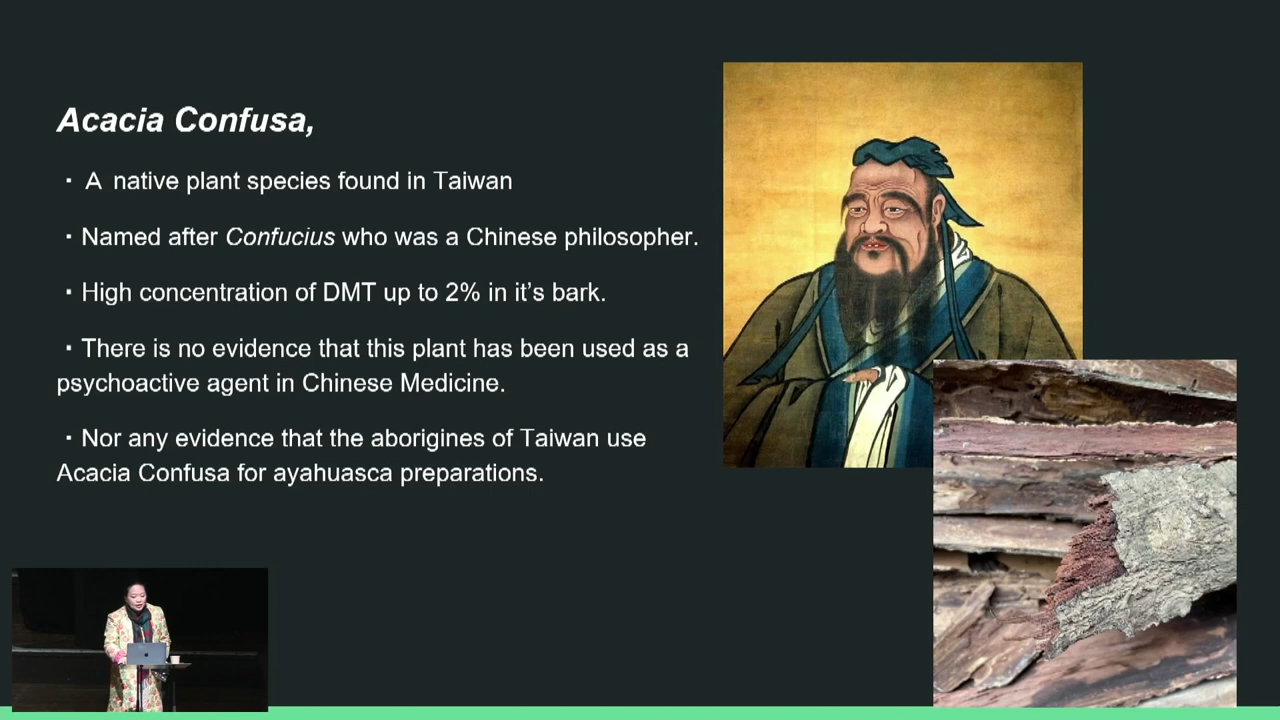 Acacia Confusa,
· A native plant species found in Taiwan
· Named after Confucius who was a Chinese philosopher.
· High concentration of DMT up to 2% in it’s bark.
· There is no evidence that this plant has been used as a
psychoactive agent in Chinese Medicine.
· Nor any evidence that the aborigines of Taiwan use
Acacia Confusa for ayahuasca preparations.